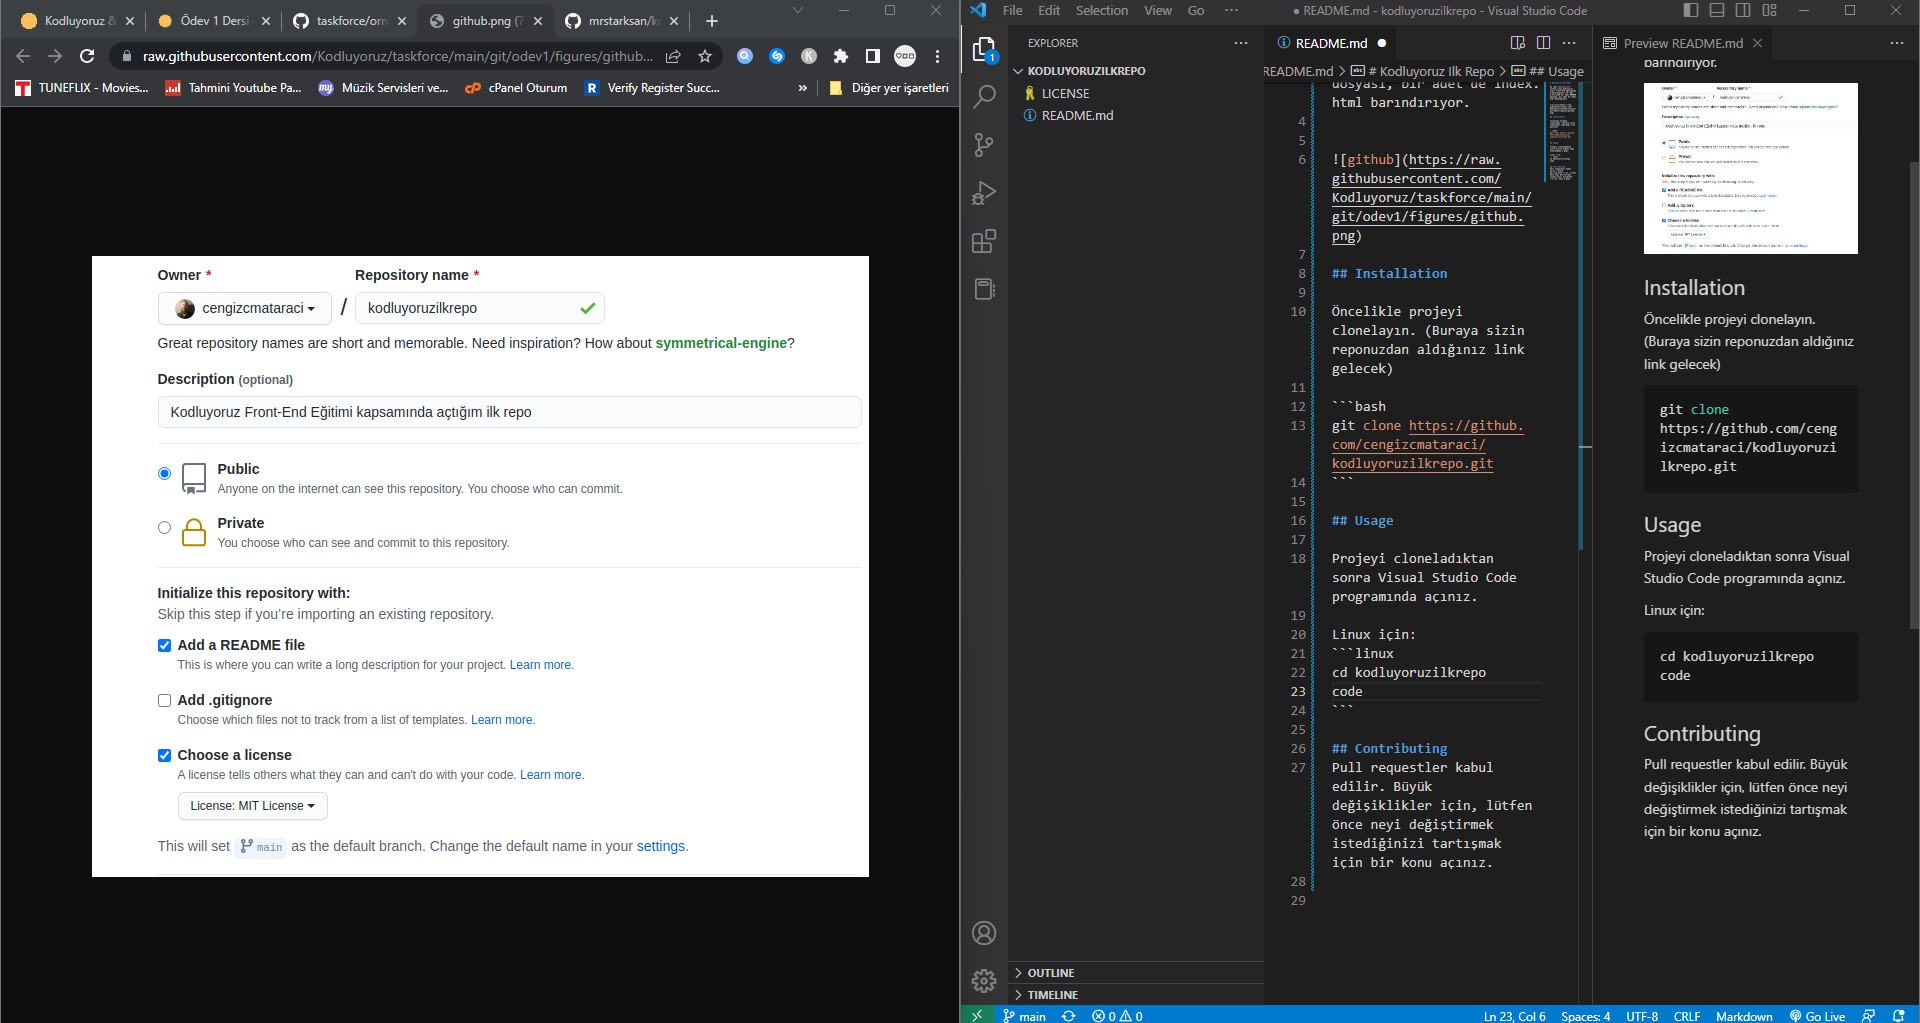 Kodluyoruz &
Ödev 1 Dersi
taskforce/orn
github.png (7
mrstarksan/ko
raw.githubusercontent.com/Kodluyoruz/taskforce/main/git/odev1/figures/github...
TUNEFLIX - Movies...
Tahmini Youtube Pa...
Müzik Servisleri ve...
cPanel Oturum
Verify Register Succ...
»
Diğer yer işaretleri
Owner *
Repository name *
cengizcmataraci
/
kodluyoruzilkrepo
Great repository names are short and memorable. Need inspiration? How about symmetrical-engine?
Description (optional)
Kodluyoruz Front-End Eğitimi kapsamında açtığım ilk repo
Public
Anyone on the internet can see this repository. You choose who can commit.
Private
You choose who can see and commit to this repository.
Initialize this repository with:
Skip this step if you're importing an existing repository.
Add a README file
This is where you can write a long description for your project. Learn more.
Add .gitignore
Choose which files not to track from a list of templates. Learn more.
Choose a license
A license tells others what they can and can't do with your code. Learn more.
License: MIT License
This will set main as the default branch. Change the default name in your settings.
File Edit Selection View Go ···
● README.md - kodluyoruzilkrepo - Visual Studio Code
1
EXPLORER
KODLUYORUZILKREPO
LICENSE
README.md
OUTLINE
TIMELINE
README.md
README.md > # Kodluyoruz Ilk Repo > ## Usage
dosyası, bir adet de index.
html barındırıyor.
4
5
6 ![github](https://raw.
githubusercontent.com/
Kodluyoruz/taskforce/main/
git/odev1/figures/github.
png)
7
8 ## Installation
9
10 Öncelikle projeyi
clonelayın. (Buraya sizin
reponuzdan aldığınız link
gelecek)
11
12 ```bash
13 git clone https://github.
com/cengizcmataraci/
kodluyoruzilkrepo.git
14 ```
15
16 ## Usage
17
18 Projeyi cloneladıktan
sonra Visual Studio Code
programında açınız.
19
20 Linux için:
21 ```linux
22 cd kodluyoruzilkrepo
23 code
24 ```
25
26 ## Contributing
27 Pull requestler kabul
edilir. Büyük
değişiklikler için, lütfen
önce neyi değiştirmek
istediğinizi tartışmak
için bir konu açınız.
28
29
Preview README.md
barındırıyor.
Installation
Öncelikle projeyi clonelayın.
(Buraya sizin reponuzdan aldığınız
link gelecek)
git clone
https://github.com/ceng
izcmataraci/kodluyoruzi
lkrepo.git
Usage
Projeyi cloneladıktan sonra Visual
Studio Code programında açınız.
Linux için:
cd kodluyoruzilkrepo
code
Contributing
Pull requestler kabul edilir. Büyük
değişiklikler için, lütfen önce neyi
değiştirmek istediğinizi tartışmak
için bir konu açınız.
main
0 0
Ln 23, Col 6
Spaces: 4
UTF-8
CRLF
Markdown
Go Live